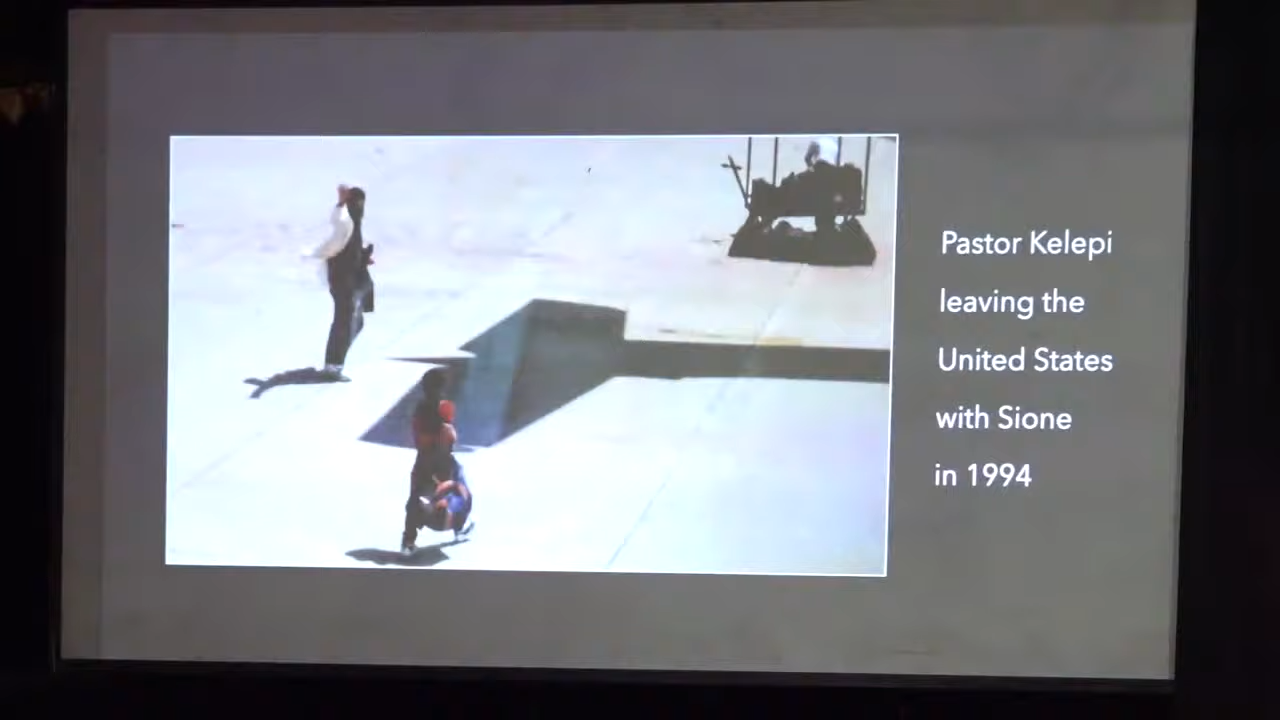 Pastor Kelepi
leaving the
United States
with Sione
in 1994